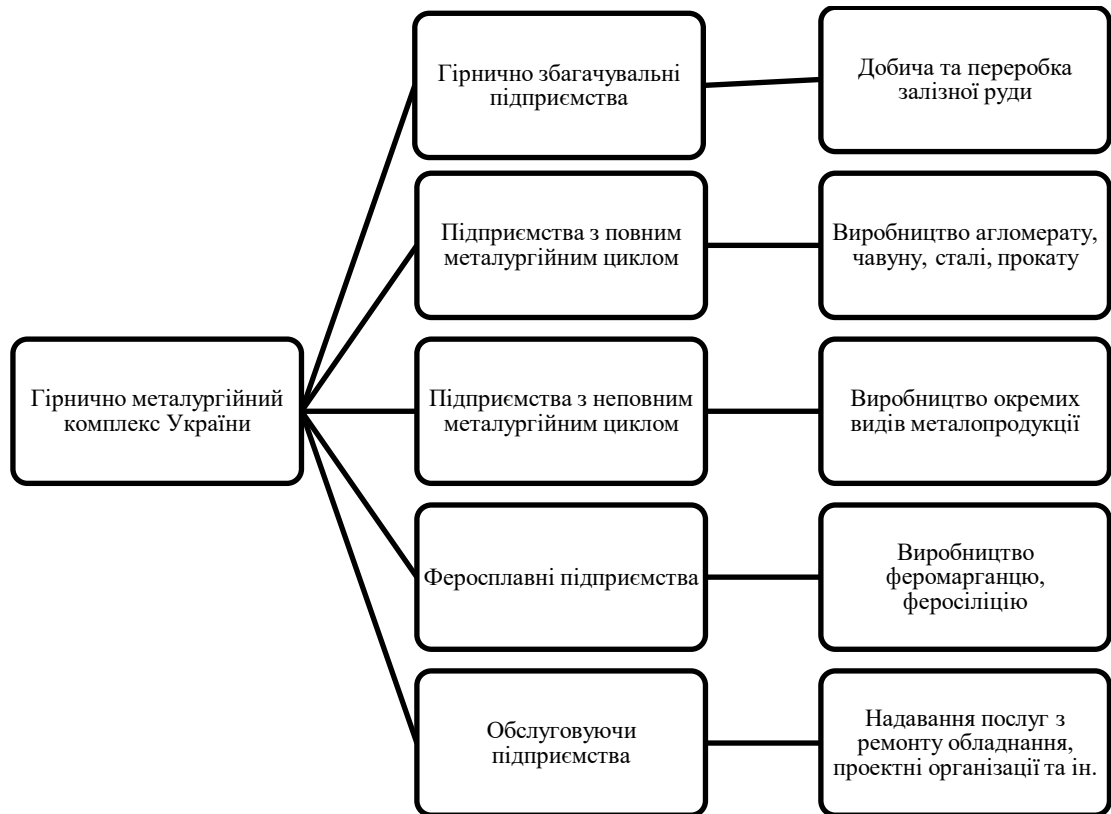 Гірничо збагачувальні
підприємства
Добича та переробка
залізної руди
Підприємства з повним
металургійним циклом
Виробництво агломерату,
чавуну, сталі, прокату
Гірничо металургійний
комплекс України
Підприємства з неповним
металургійним циклом
Виробництво окремих
видів металопродукції
Феросплавні підприємства
Виробництво
феромарганцю,
феросіліцію
Обслуговуючи
підприємства
Надавання послуг з
ремонту обладнання,
проектні організації та ін.